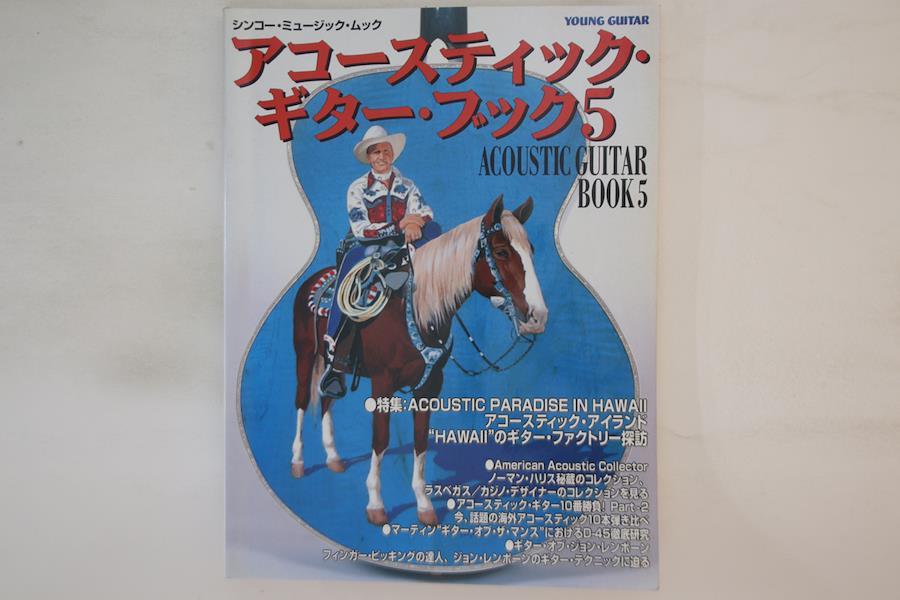 シンコー・ミュージック・ムック
YOUNG GUITAR
アコースティック・
ギター・ブック5
ACOUSTIC GUITAR
BOOK 5
●特集:ACOUSTIC PARADISE IN HAWAII
アコースティック・アイランド
“HAWAII”のギター・ファクトリー探訪
●American Acoustic Collector
ノーマン・ハリス秘蔵のコレクション、
ラスベガス/カジノ・デザイナーのコレクションを見る
●アコースティック・ギター10番勝負! Part-2
今、話題の海外アコースティック10本弾き比べ
●マーティン“ギター・オブ・ザ・マンス”におけるD-45徹底研究
●ギター・オブ・ジョン・レンボーン
フィンガー・ピッキングの達人、ジョン・レンボーンのギター・テクニックに迫る